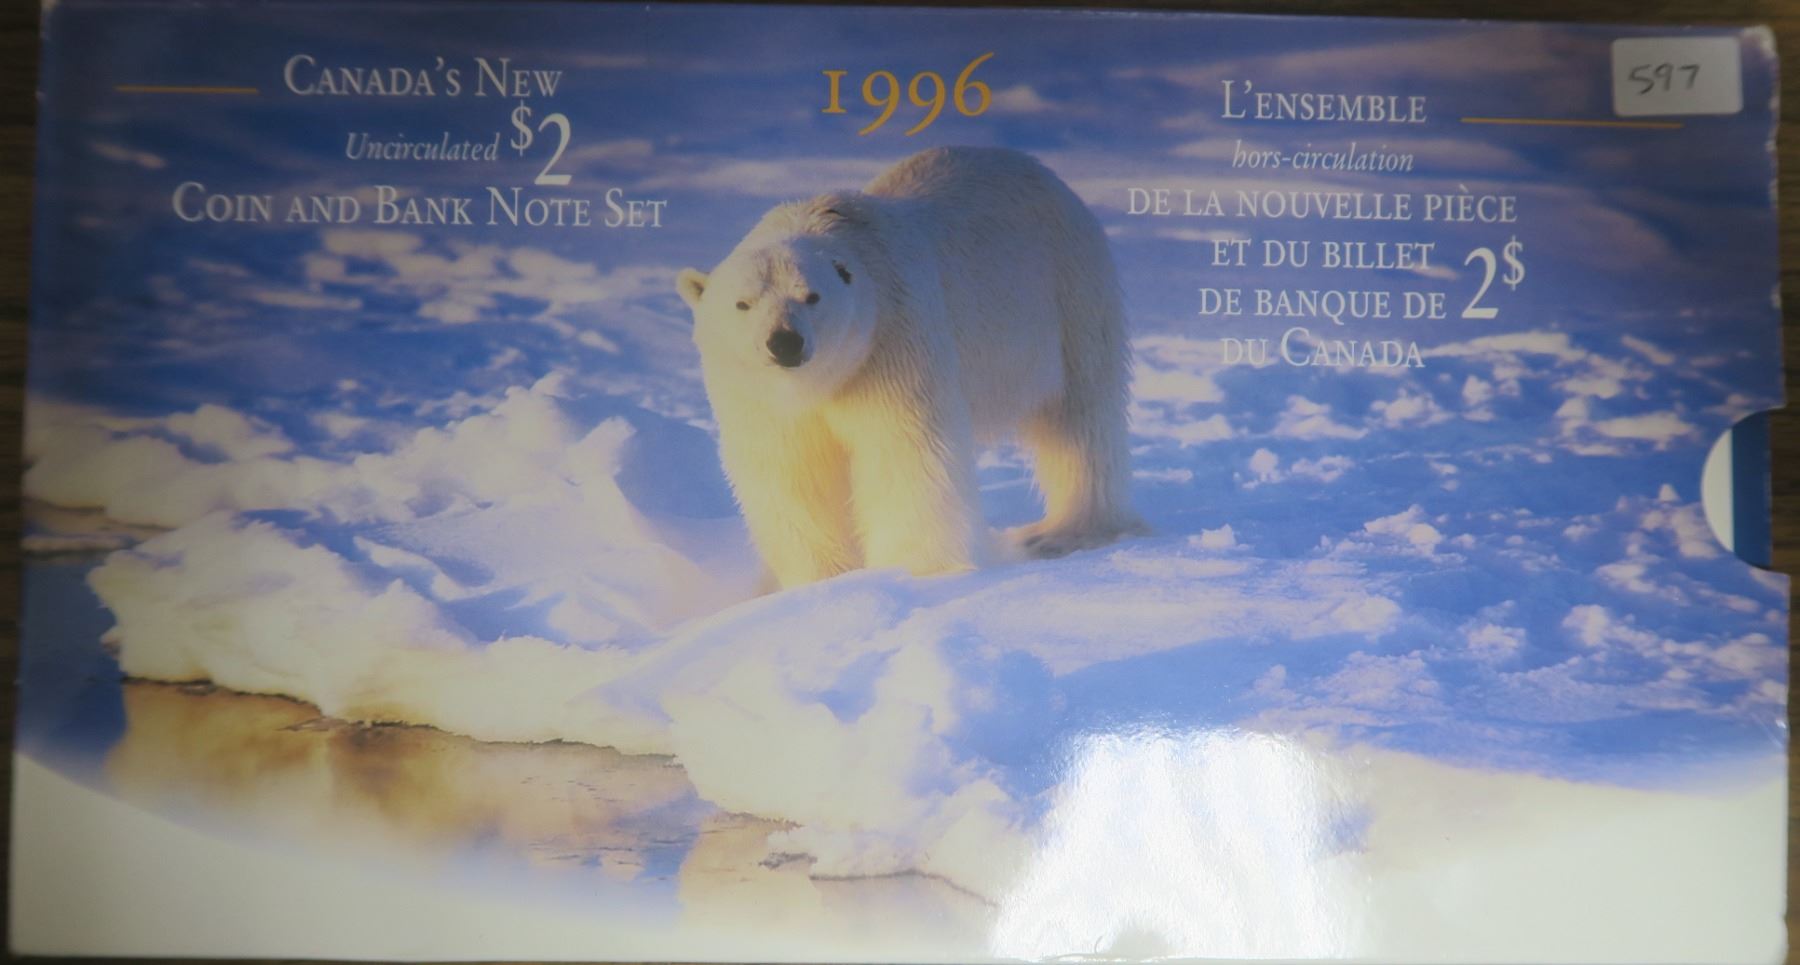 CANADA'S NEW
Uncirculated $2
COIN AND BANK NOTE SET
1996
L'ENSEMBLE
hors-circulation
DE LA NOUVELLE PIÈCE
ET DU BILLET
DE BANQUE DE 2$
DU CANADA
597